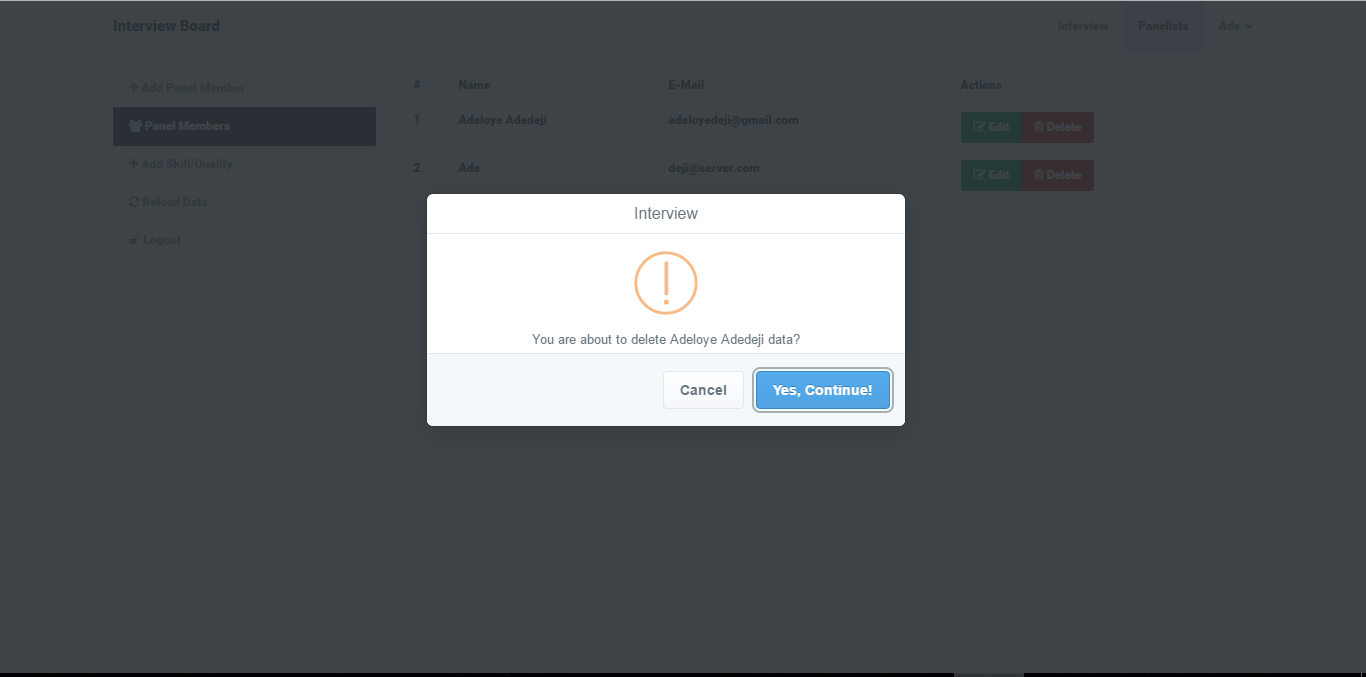 Interview Board
Interview Panelists Ade
Add Panel Member
Panel Members
Add Skill/Quality
Reload Data
Logout
# Name E-Mail Actions
1 Adeloye Adedeji adeloyedeji@gmail.com Edit Delete
2 Ade deji@server.com Edit Delete
Interview
You are about to delete Adeloye Adedeji data?
Cancel Yes, Continue!